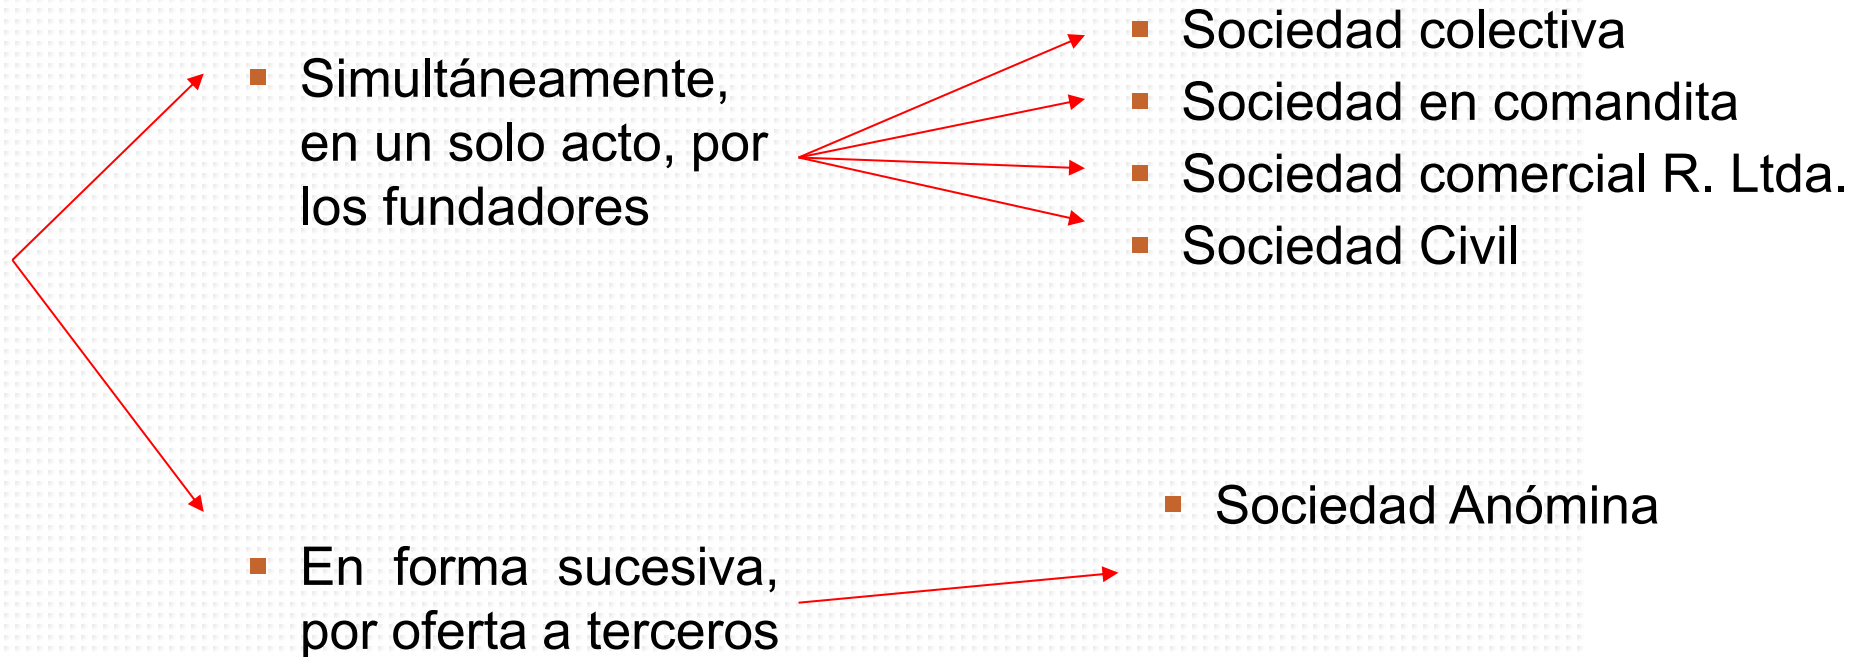 Simultáneamente,
en un solo acto, por
los fundadores
Sociedad colectiva
Sociedad en comandita
Sociedad comercial R. Ltda.
Sociedad Civil
En forma sucesiva,
por oferta a terceros
Sociedad Anómina